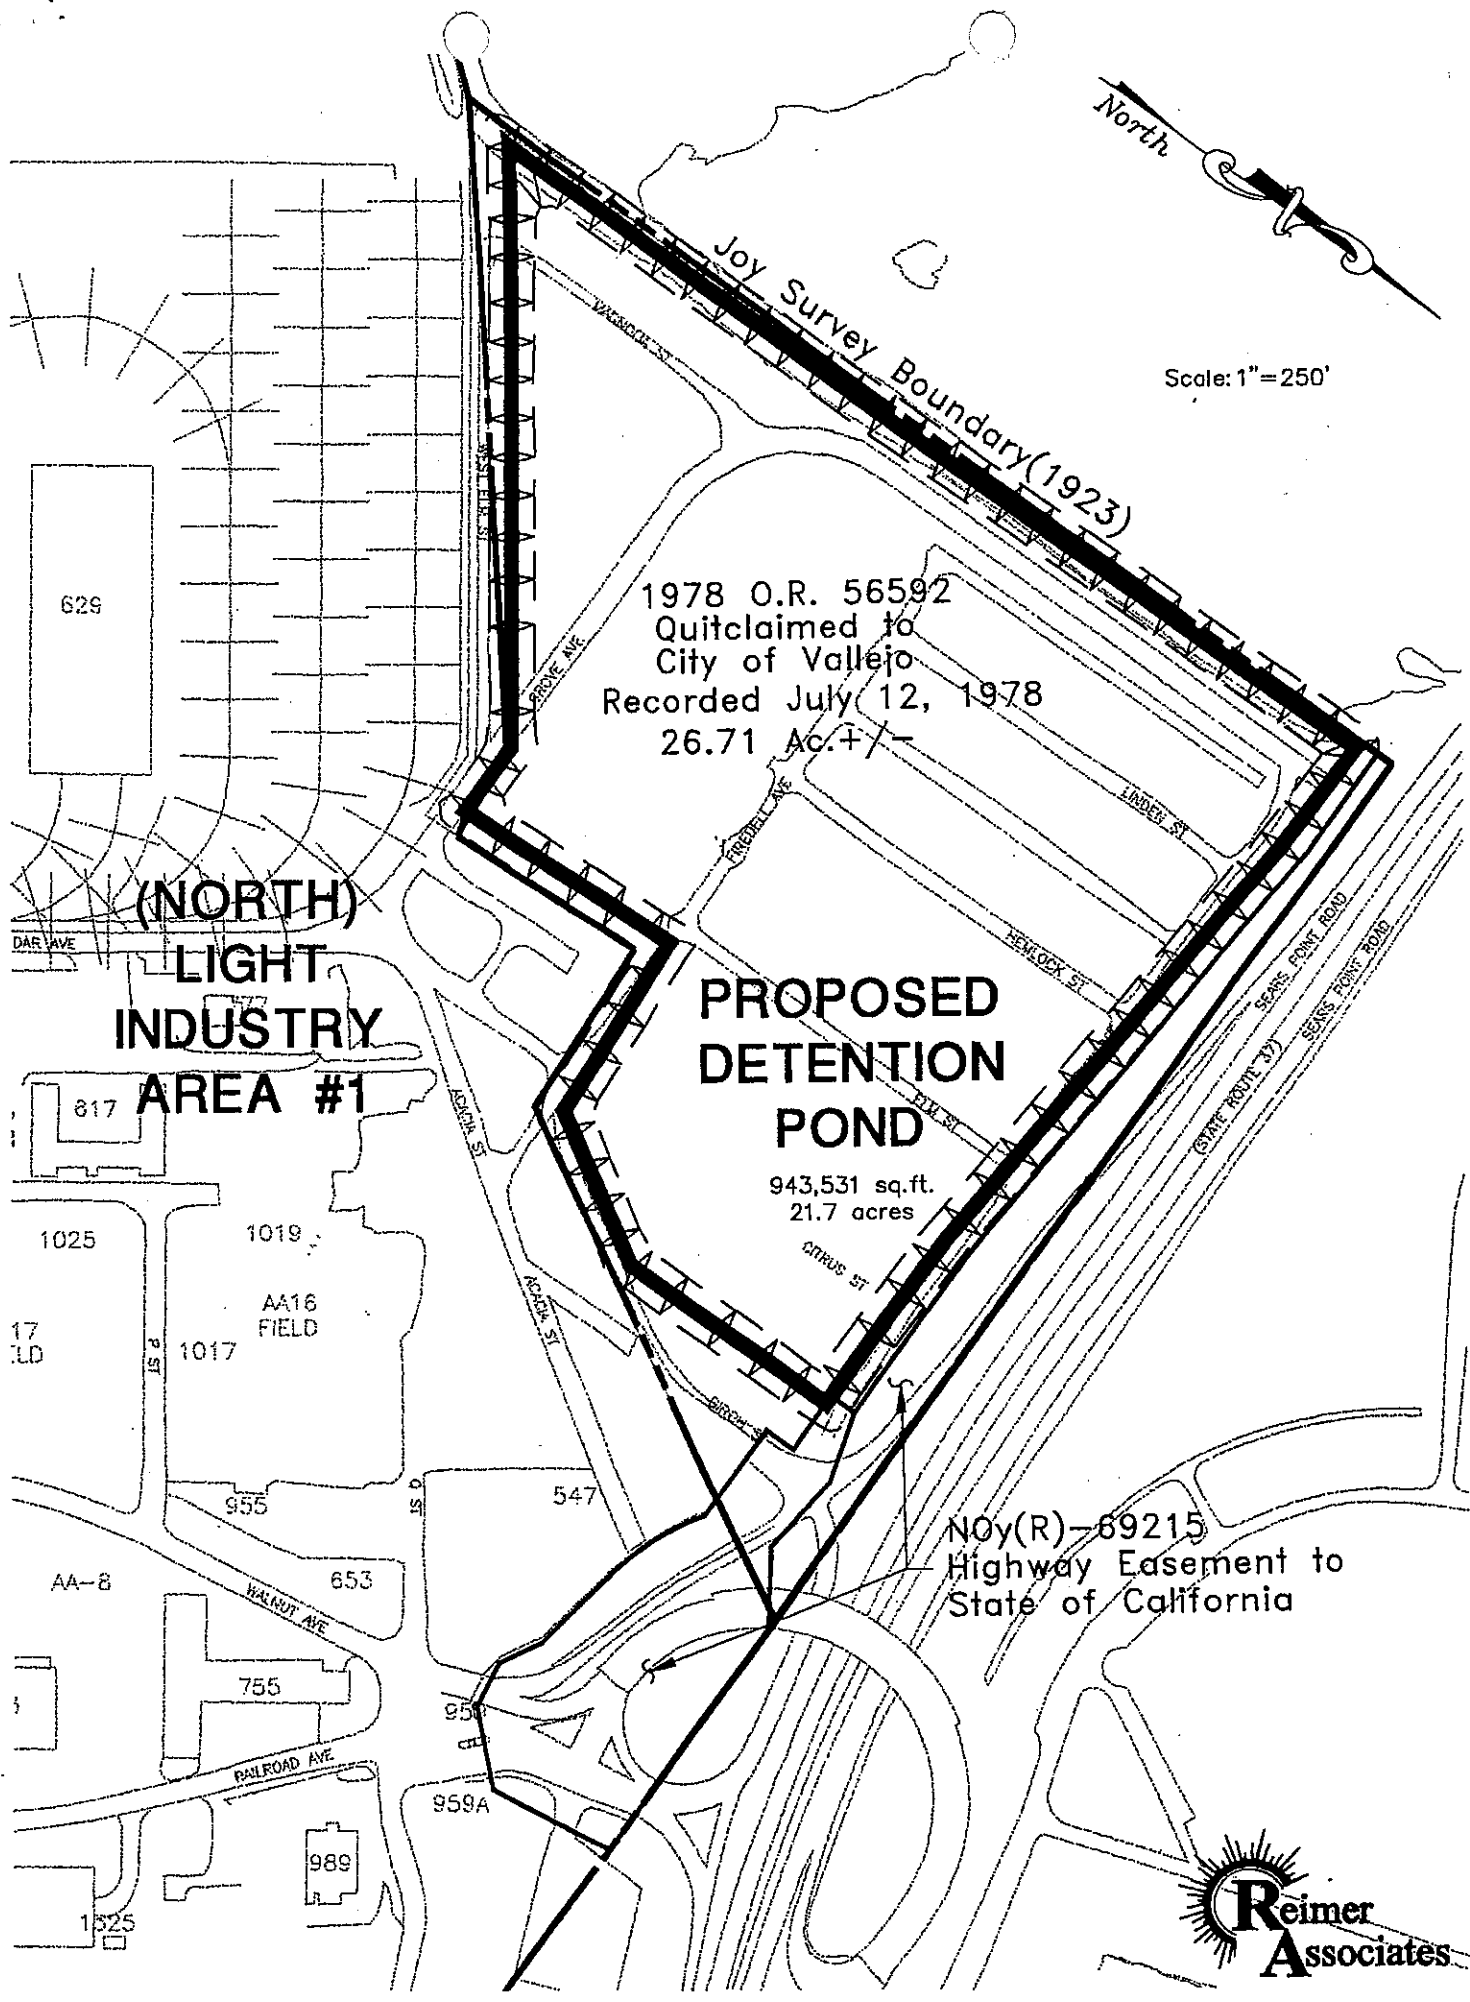 North
Joy Survey Boundary(1923)
Scale: 1"=250'
629
1978 O.R. 56592
Quitclaimed to
City of Vallejo
Recorded July 12, 1978
26.71 Ac.+/-
GROVE AVE
FIREDELL AVE
LINDEN ST
HEMLOCK ST
ELM ST
CITRUS ST
SEARS POINT ROAD
SEARS POINT ROAD
(STATE ROUTE 37)
(NORTH)
LIGHT
INDUSTRY
AREA #1
DAR AVE
PROPOSED
DETENTION
POND
943,531 sq.ft.
21.7 acres
617
ACACIA ST
ACACIA ST
BIRCH
1025
1019
AA16
FIELD
17
LD
P ST
1017
955
547
AA-8
WALNUT AVE
653
755
RAILROAD AVE
959A
989
1325
NOy(R)-69215
Highway Easement to
State of California
Reimer
Associates